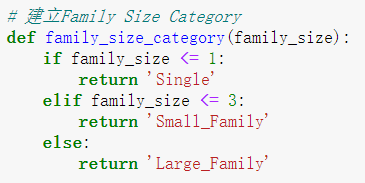 # 建立Family Size Category
def family_size_category(family_size):
    if family_size <= 1:
        return 'Single'
    elif family_size <= 3:
        return 'Small_Family'
    else:
        return 'Large_Family'